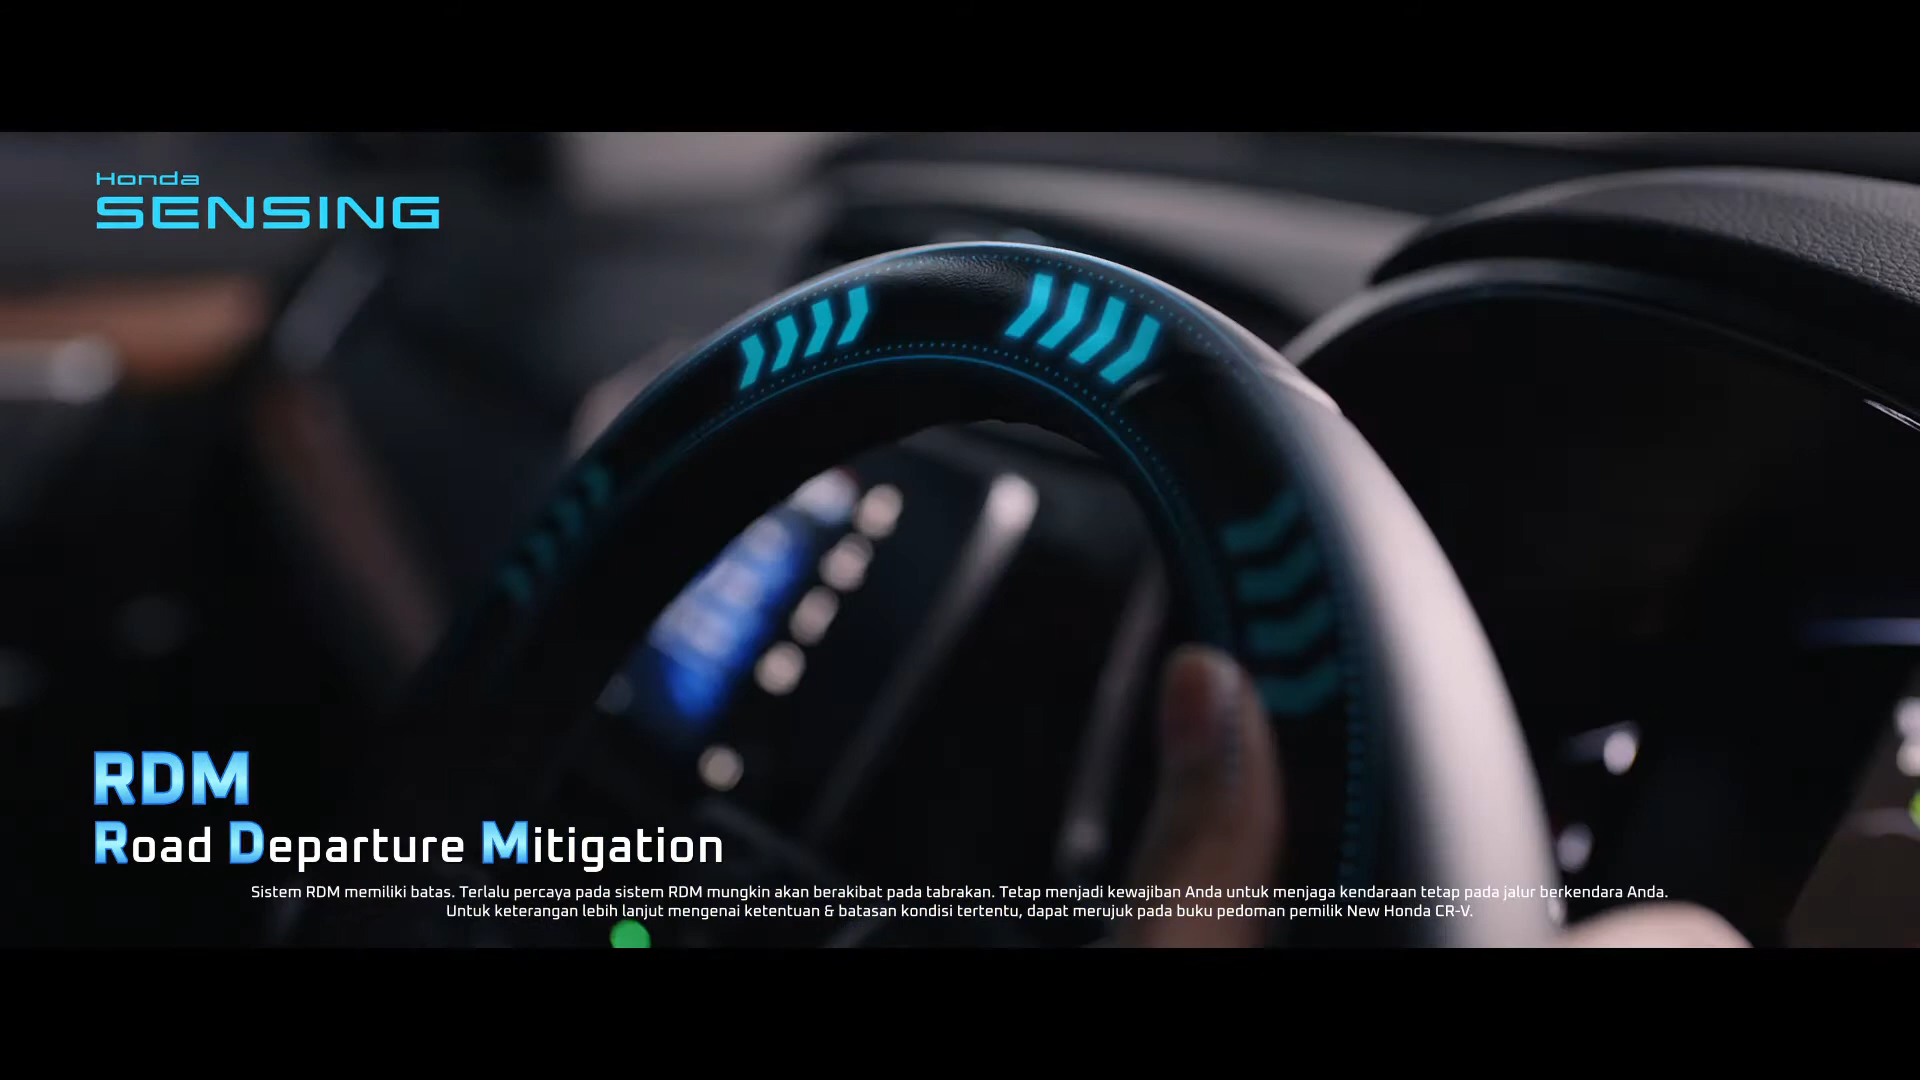 Honda
SENSING
RDM
Road Departure Mitigation
Sistem RDM memiliki batas. Terlalu percaya pada sistem RDM mungkin akan berakibat pada tabrakan. Tetap menjadi kewajiban Anda untuk menjaga kendaraan tetap pada jalur berkendara Anda.
Untuk keterangan lebih lanjut mengenai ketentuan & batasan kondisi tertentu, dapat merujuk pada buku pedoman pemilik New Honda CR-V.